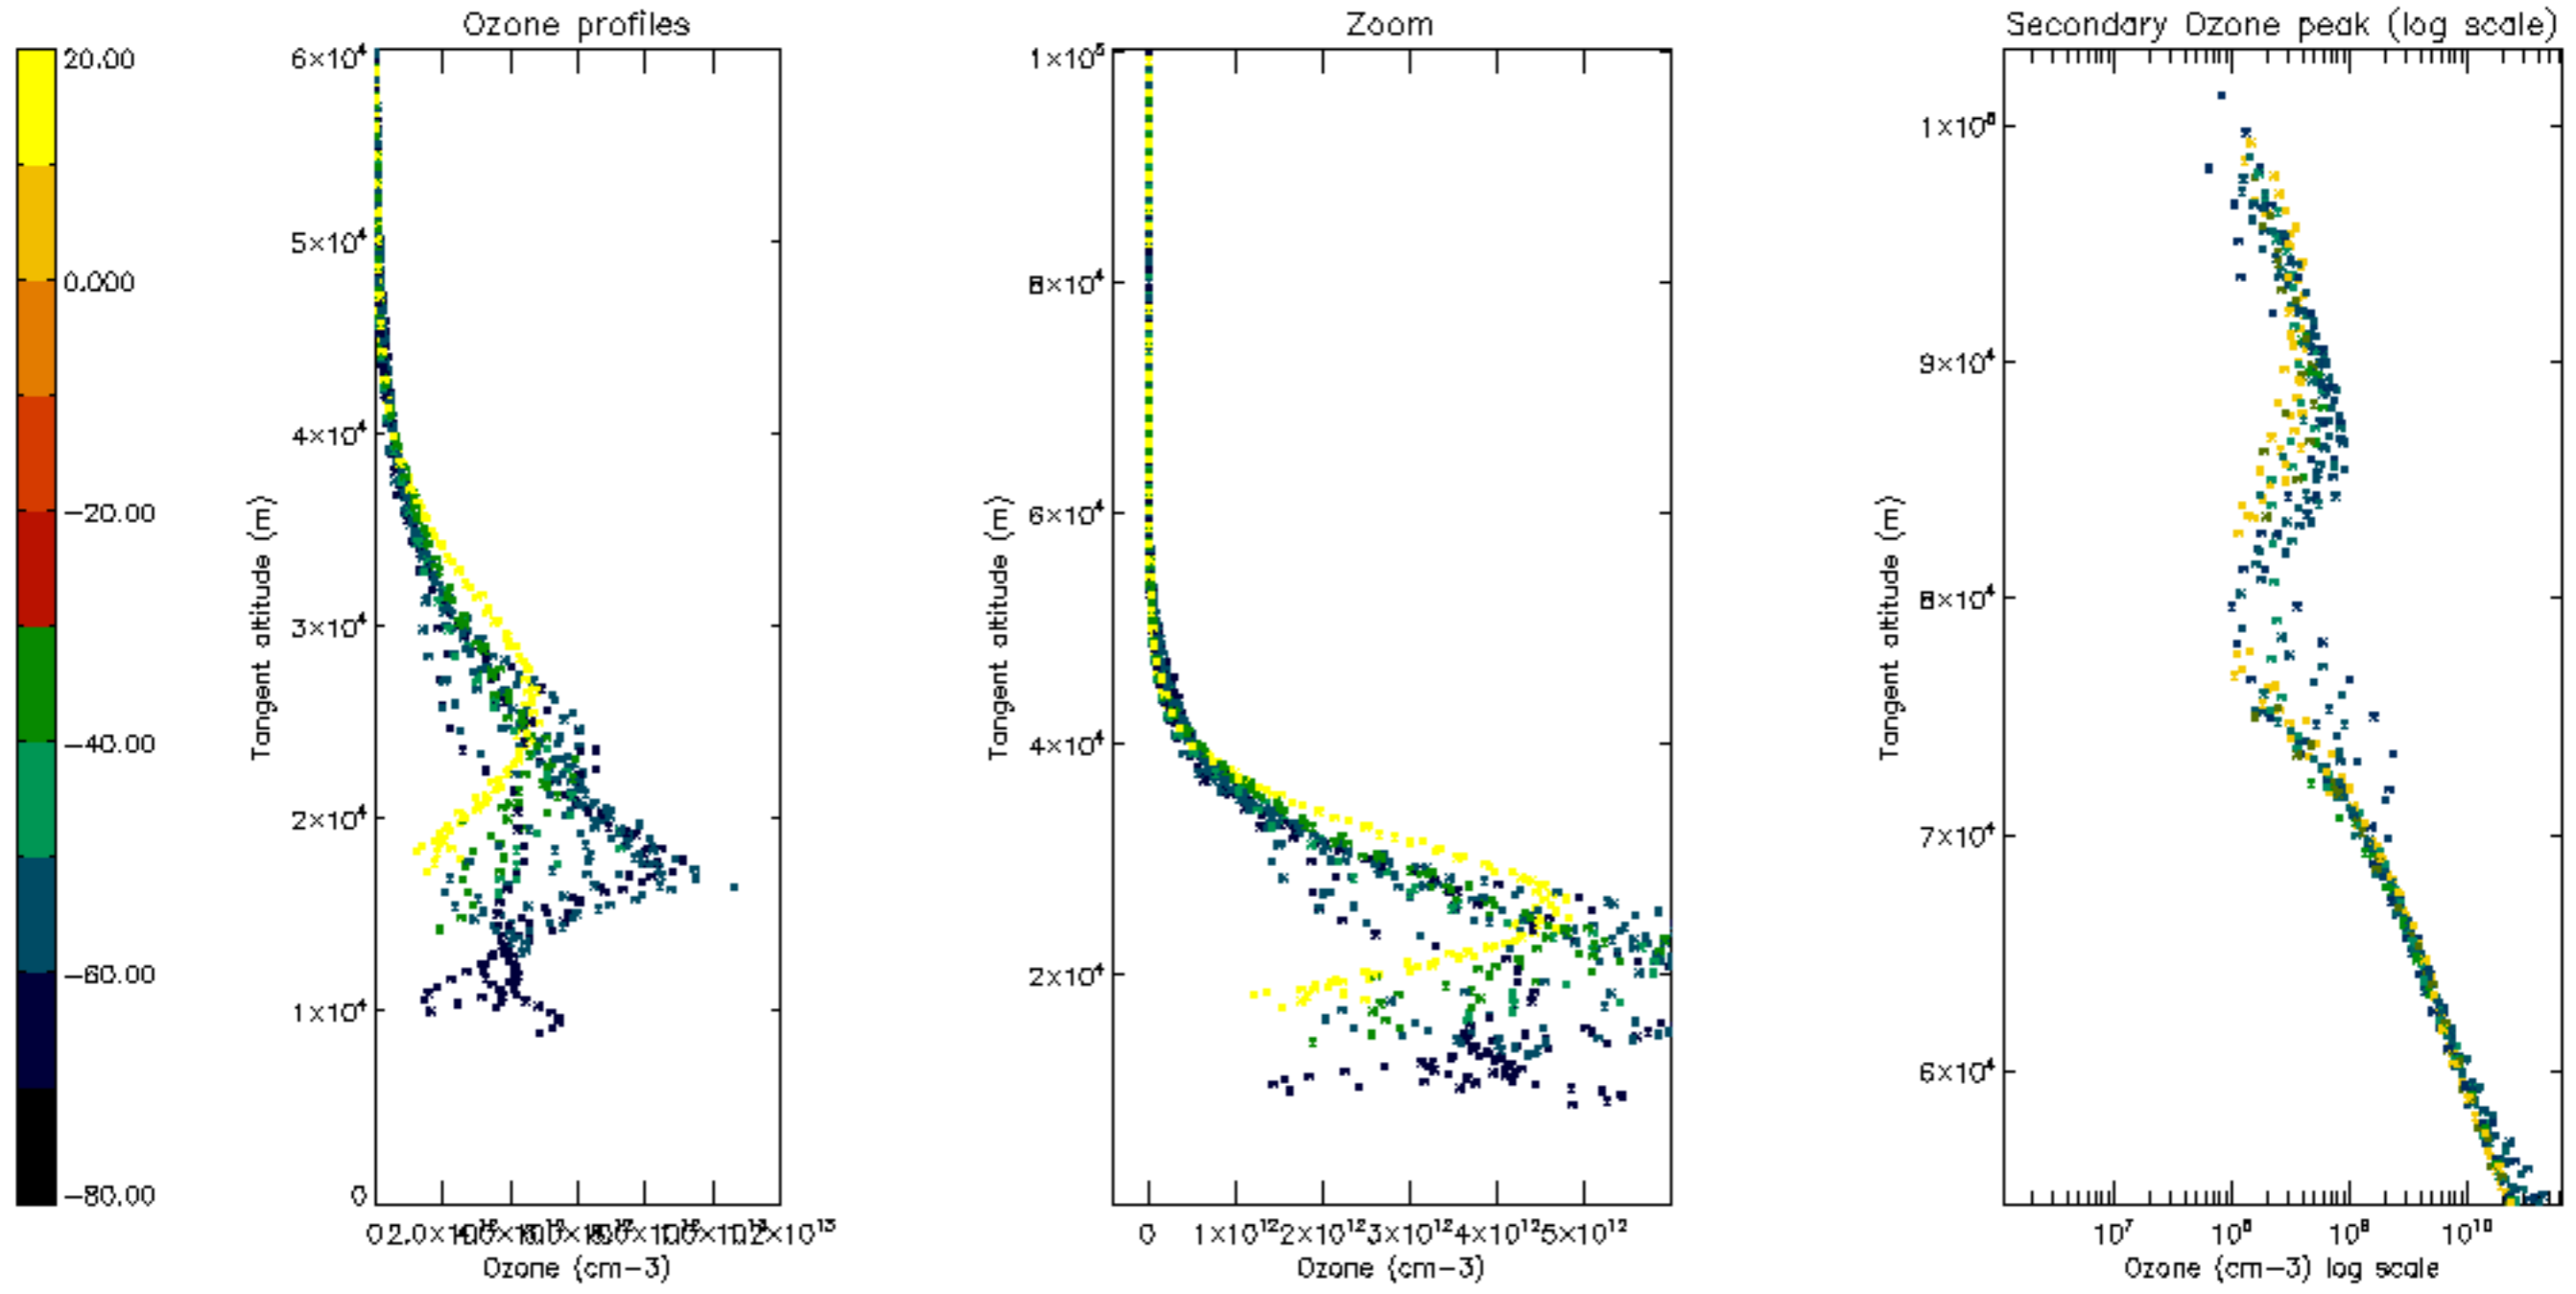 Ozone profiles
Zoom
Secondary Ozone peak (log scale)
20.00
0.000
−20.00
−40.00
−60.00
−80.00
6×10⁴
5×10⁴
4×10⁴
3×10⁴
2×10⁴
1×10⁴
0
Tangent altitude (m)
Ozone (cm−3)
1×10⁵
8×10⁴
6×10⁴
4×10⁴
2×10⁴
Tangent altitude (m)
0 1×10¹² 2×10¹² 3×10¹² 4×10¹² 5×10¹²
Ozone (cm−3)
1×10⁵
9×10⁴
8×10⁴
7×10⁴
6×10⁴
Tangent altitude (m)
10⁷ 10⁸ 10⁹ 10¹⁰
Ozone (cm−3) log scale